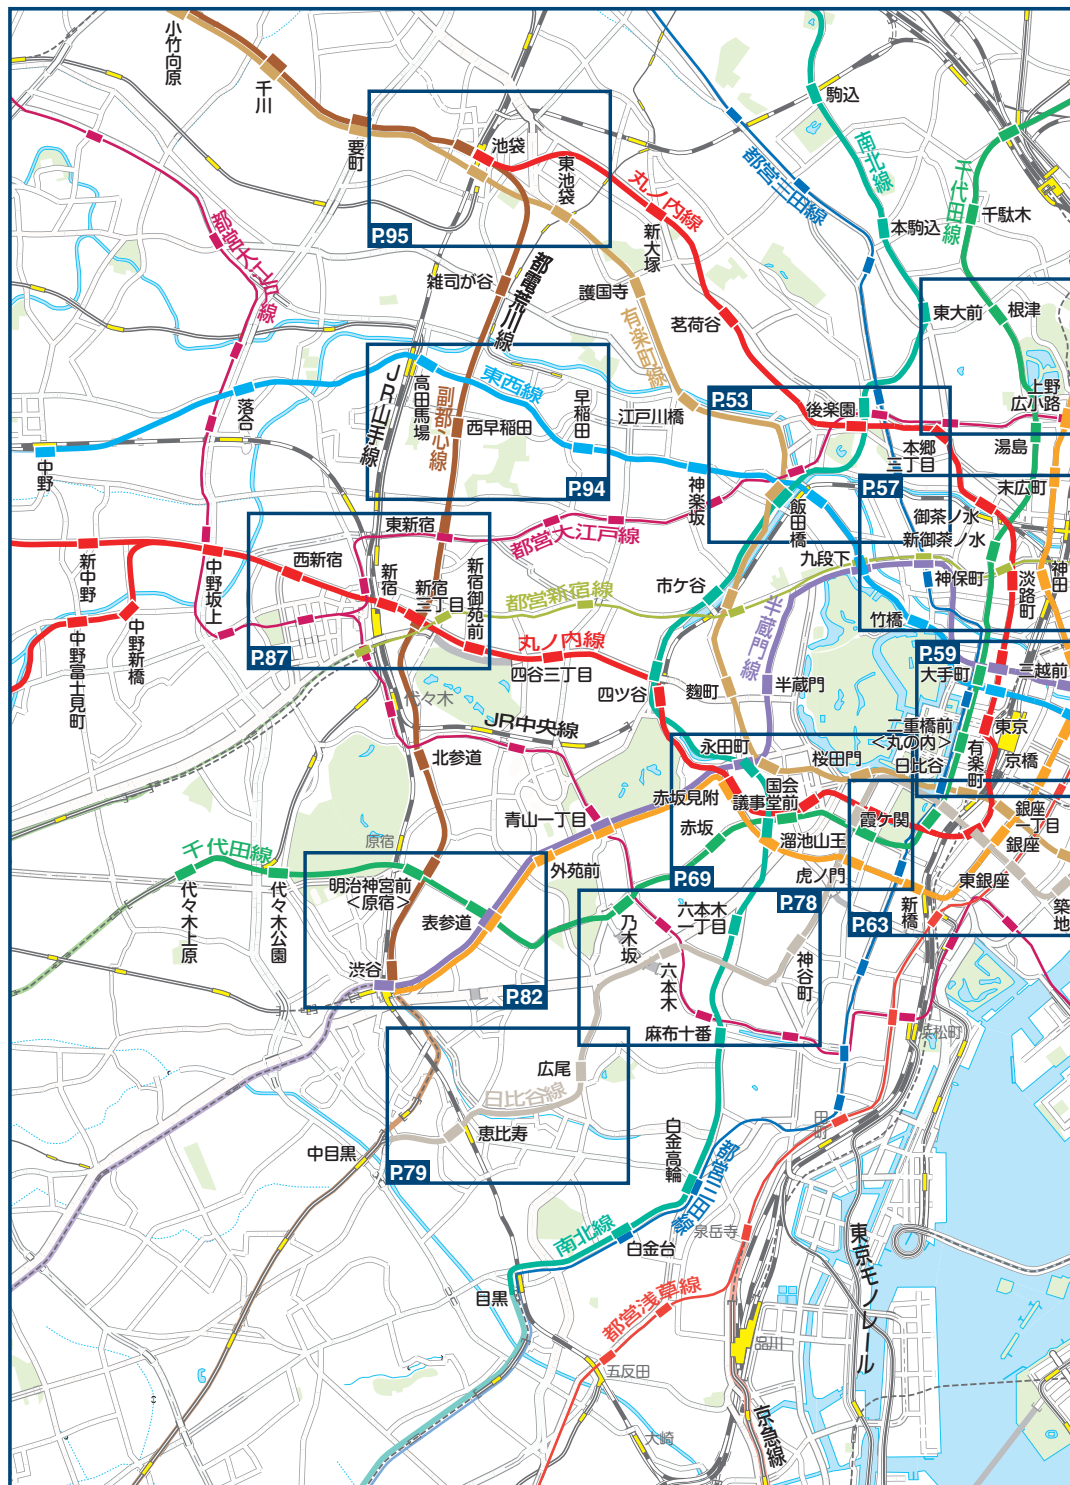 小竹向原
千川
要町
池袋
東池袋
P.95
丸ノ内線
新大塚
都営三田線
駒込
南北線
千代田線
本駒込
千駄木
都営大江戸線
雑司が谷
都電荒川線
護国寺
有楽町線
茗荷谷
東大前
根津
JR山手線
高田馬場
東西線
副都心線
西早稲田
早稲田
江戸川橋
P.94
落合
中野
P.53
後楽園
本郷三丁目
上野広小路
湯島
末広町
P.57
御茶ノ水
新御茶ノ水
神楽坂
飯田橋
九段下
神保町
淡路町
神田
竹橋
東新宿
西新宿
新宿
新宿三丁目
新宿御苑前
都営大江戸線
都営新宿線
市ケ谷
半蔵門線
新中野
中野坂上
中野富士見町
中野新橋
P.87
丸ノ内線
四谷三丁目
四ツ谷
麴町
半蔵門
P.59
大手町
三越前
代々木
JR中央線
二重橋前
<丸の内>
東京
京橋
有楽町
日比谷
北参道
永田町
桜田門
赤坂見附
国会議事堂前
霞ケ関
銀座一丁目
銀座
青山一丁目
赤坂
溜池山王
虎ノ門
東銀座
築地
原宿
千代田線
明治神宮前
<原宿>
外苑前
P.69
P.78
P.63
新橋
代々木上原
代々木公園
表参道
乃木坂
六本木一丁目
六本木
神谷町
渋谷
P.82
麻布十番
浜松町
広尾
日比谷線
恵比寿
中目黒
P.79
白金高輪
田町
都営三田線
泉岳寺
南北線
白金台
目黒
都営浅草線
東京モノレール
品川
五反田
大崎
京急線